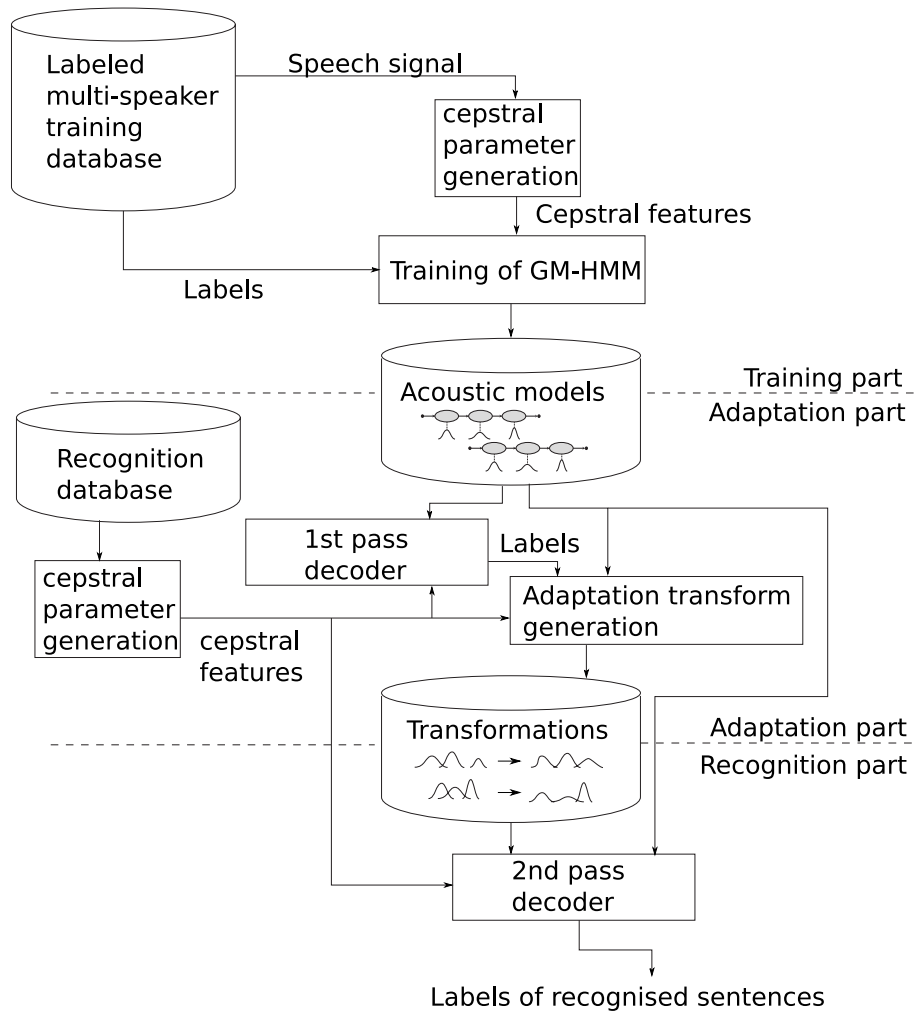 Labeled
multi-speaker
training
database
Speech signal
cepstral
parameter
generation
Cepstral features
Training of GM-HMM
Labels
Acoustic models
Training part
Adaptation part
Recognition
database
1st pass
decoder
Labels
cepstral
parameter
generation
Adaptation transform
generation
cepstral
features
Transformations
Adaptation part
Recognition part
2nd pass
decoder
Labels of recognised sentences